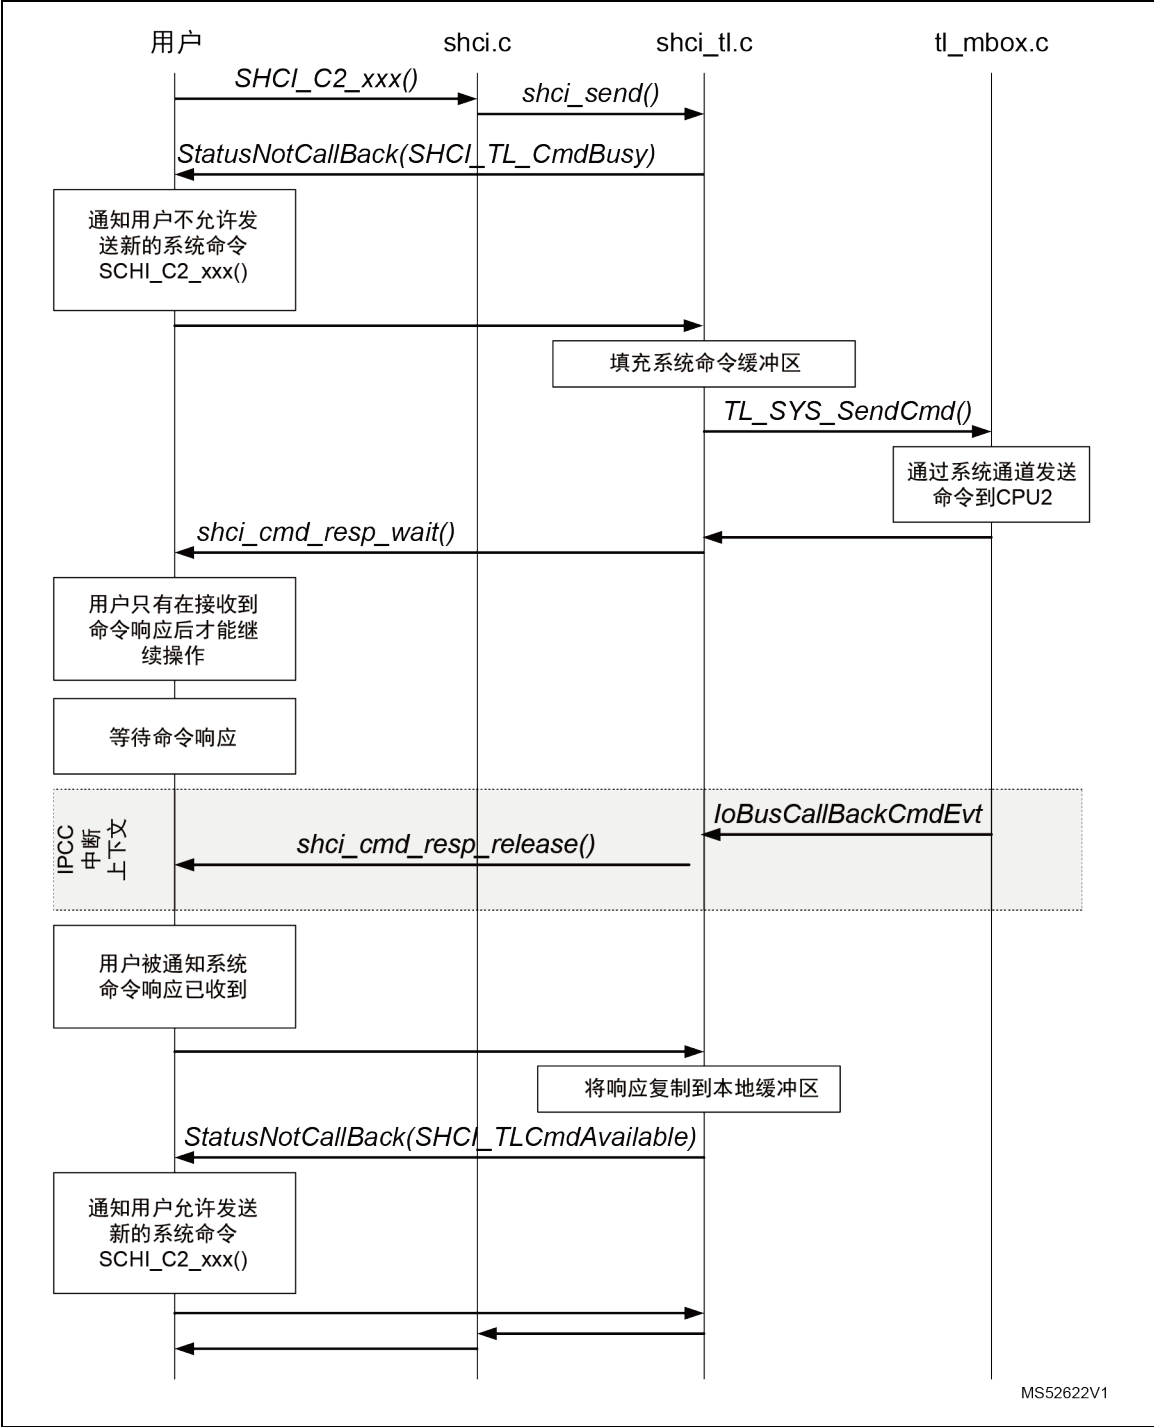 用户 shci.c shci_tl.c tl_mbox.c
SHCI_C2_xxx()
shci_send()
StatusNotCallBack(SHCI_TL_CmdBusy)
通知用户不允许发
送新的系统命令
SCHI_C2_xxx()
填充系统命令缓冲区
TL_SYS_SendCmd()
通过系统通道发送
命令到CPU2
shci_cmd_resp_wait()
用户只有在接收到
命令响应后才能继
续操作
等待命令响应
IPCC
中断
上下文
IoBusCallBackCmdEvt
shci_cmd_resp_release()
用户被通知系统
命令响应已收到
将响应复制到本地缓冲区
StatusNotCallBack(SHCI_TLCmdAvailable)
通知用户允许发送
新的系统命令
SCHI_C2_xxx()
MS52622V1